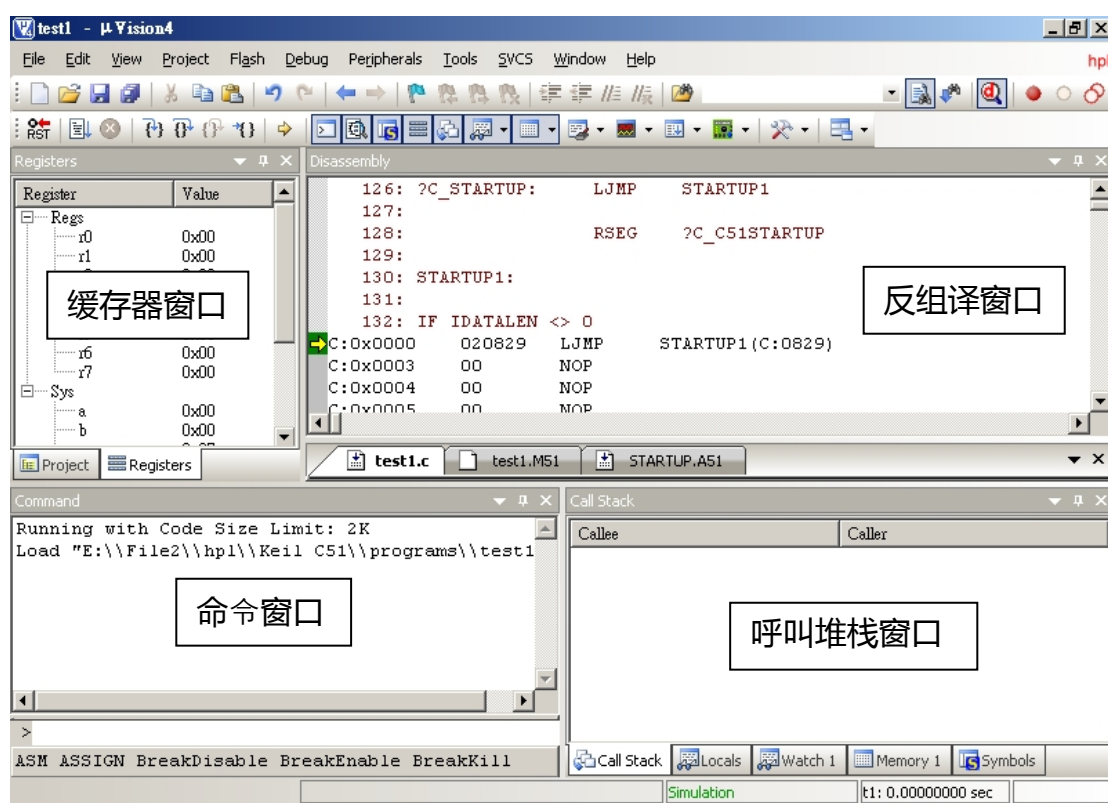 test1 - µVision4
File Edit View Project Flash Debug Peripherals Tools SVCS Window Help
hpl
RST
Registers
Register Value
Regs
r0 0x00
r1 0x00
缓存器窗口
r6 0x00
r7 0x00
Sys
a 0x00
b 0x00
Project Registers
Disassembly
126: ?C_STARTUP: LJMP STARTUP1
127:
128: RSEG ?C_C51STARTUP
129:
130: STARTUP1:
131:
132: IF IDATALEN <> 0
C:0x0000 020829 LJMP STARTUP1(C:0829)
C:0x0003 00 NOP
C:0x0004 00 NOP
C:0x0005 00 NOP
反组译窗口
test1.c test1.M51 STARTUP.A51
Command
Running with Code Size Limit: 2K
Load "E:\\File2\\hpl\\Keil C51\\programs\\test1
命令窗口
>
ASM ASSIGN BreakDisable BreakEnable BreakKill
Call Stack
Callee Caller
呼叫堆栈窗口
Call Stack Locals Watch 1 Memory 1 Symbols
Simulation t1: 0.00000000 sec